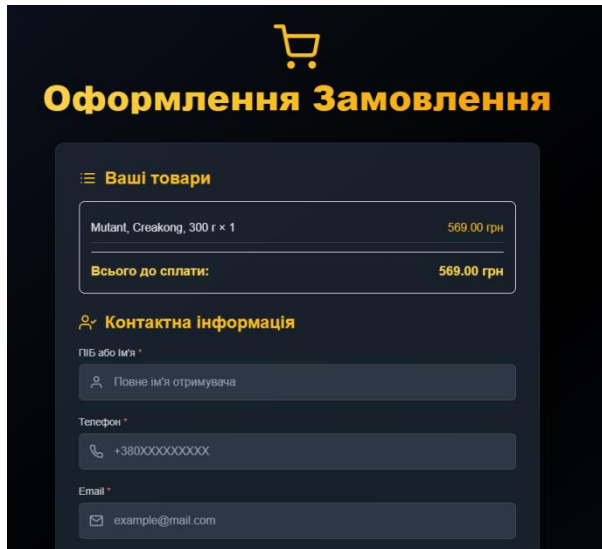 Оформлення Замовлення
Ваші товари
Mutant, Creakong, 300 г × 1 569.00 грн
Всього до сплати: 569.00 грн
Контактна інформація
ПІБ або Ім'я *
Повне ім'я отримувача
Телефон *
+380XXXXXXXXX
Email *
example@mail.com